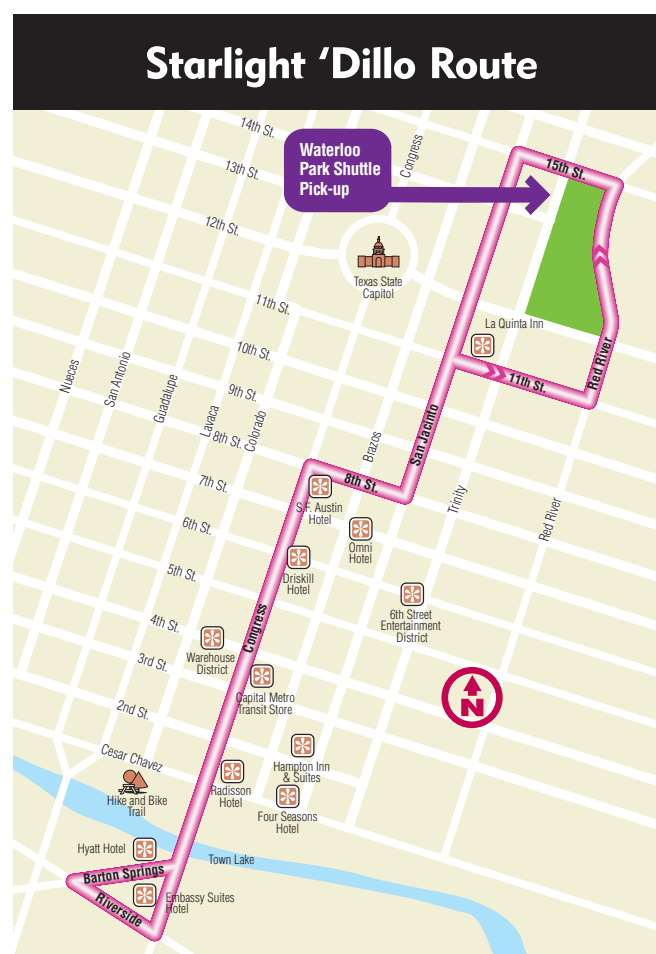 Starlight ‘Dillo Route
14th St.
Congress
Waterloo
Park Shuttle
Pick-up
13th St.
15th St.
12th St.
Texas State
Capitol
11th St.
La Quinta Inn
10th St.
Nueces
San Antonio
Guadalupe
9th St.
11th St.
Red River
Lavaca
Colorado
8th St.
Brazos
San Jacinto
7th St.
8th St.
Trinity
Red River
S.F. Austin
Hotel
6th St.
Omni
Hotel
5th St.
Driskill
Hotel
6th Street
Entertainment
District
4th St.
Congress
Warehouse
District
3rd St.
Capital Metro
Transit Store
N
2nd St.
Cesar Chavez
Hampton Inn
& Suites
Hike and Bike
Trail
Radisson
Hotel
Four Seasons
Hotel
Hyatt Hotel
Town Lake
Barton Springs
Riverside
Embassy Suites
Hotel